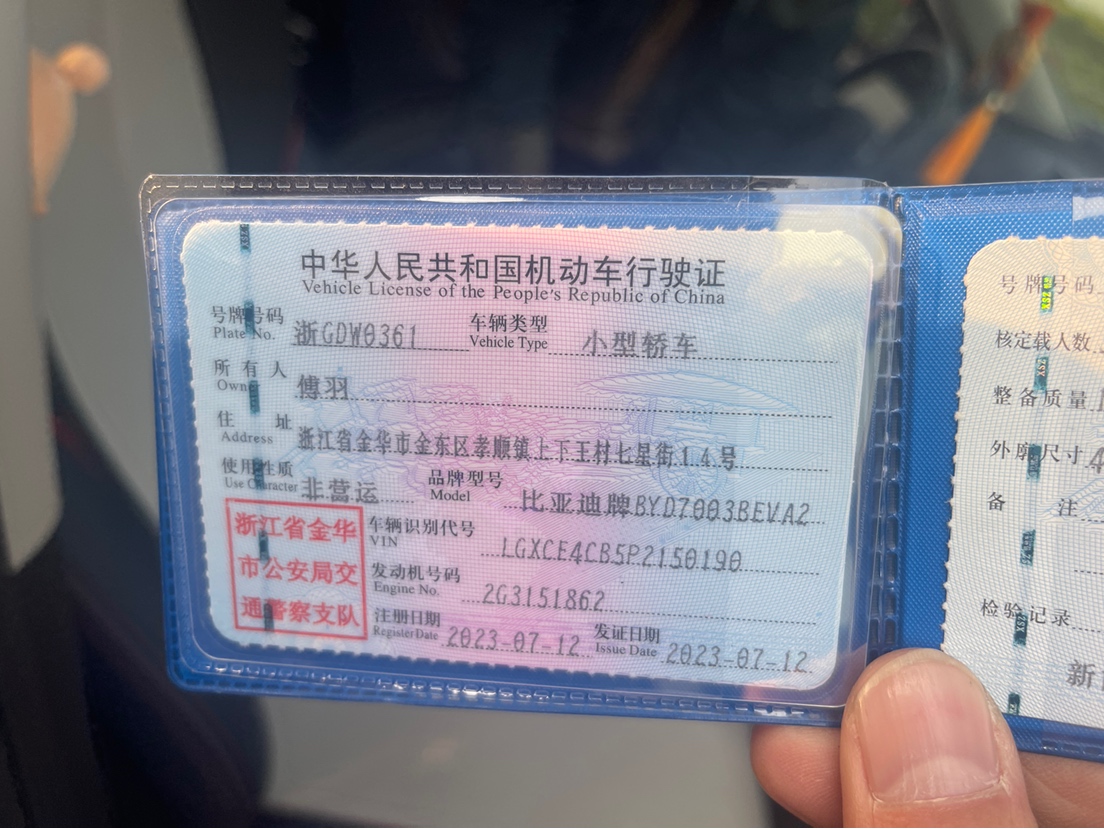 中华人民共和国机动车行驶证
Vehicle License of the People's Republic of China
号牌号码 浙GDW0361 车辆类型 小型轿车
Plate No. Vehicle Type
所有人 傅羽
Owner
住址 浙江省金华市金东区孝顺镇上下王村七星街14号
Address
使用性质 非营运 品牌型号 比亚迪牌BYD7003BEVA2
Use Character Model
浙江省金华
市公安局交
通警察支队
车辆识别代号 LGXCE4CB5P2150190
VIN
发动机号码 2G3151862
Engine No.
注册日期 2023-07-12 发证日期 2023-07-12
Register Date Issue Date
号牌号码
核定载人数
整备质量
外廓尺寸 4
备注
检验记录
新